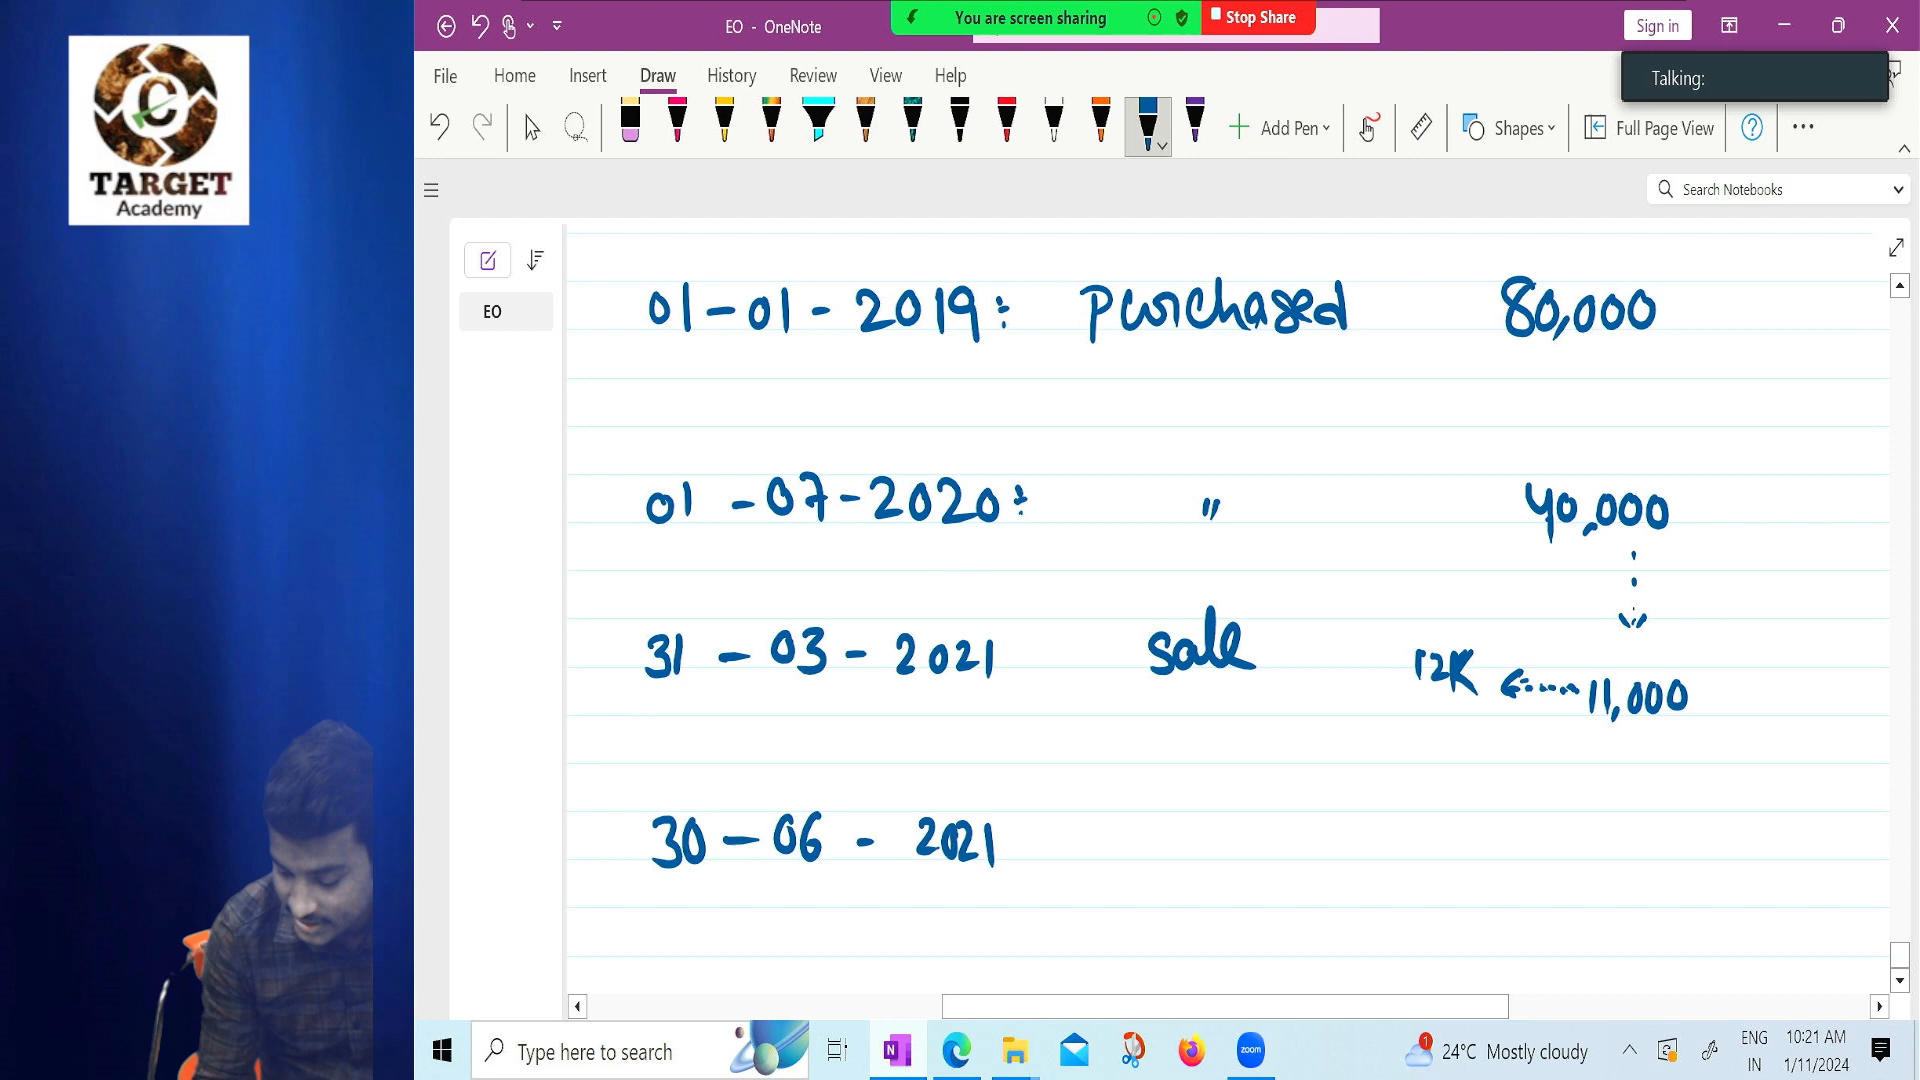 TARGET
Academy
EO - OneNote
You are screen sharing
Stop Share
Sign in
Talking:
File Home Insert Draw History Review View Help
Add Pen
Shapes
Full Page View
Search Notebooks
EO
01-01-2019: purchased 80,000
01-07-2020: " 40,000
31-03-2021 sale 12K 11,000
30-06-2021
Type here to search
zoom
1
24°C Mostly cloudy
ENG
IN
10:21 AM
1/11/2024